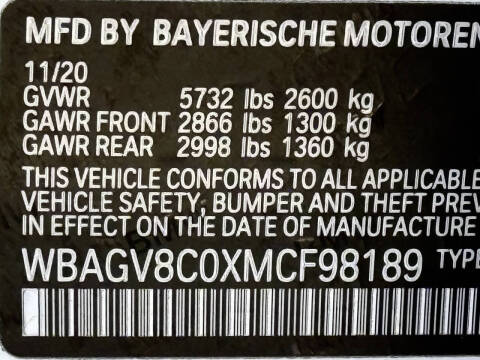 MFD BY BAYERISCHE MOTOREN
11/20
GVWR 5732 lbs 2600 kg
GAWR FRONT 2866 lbs 1300 kg
GAWR REAR 2998 lbs 1360 kg
THIS VEHICLE CONFORMS TO ALL APPLICABLE
VEHICLE SAFETY, BUMPER AND THEFT PREV
IN EFFECT ON THE DATE OF MANUFACTURE
WBAGV8C0XMCF98189 TYPE